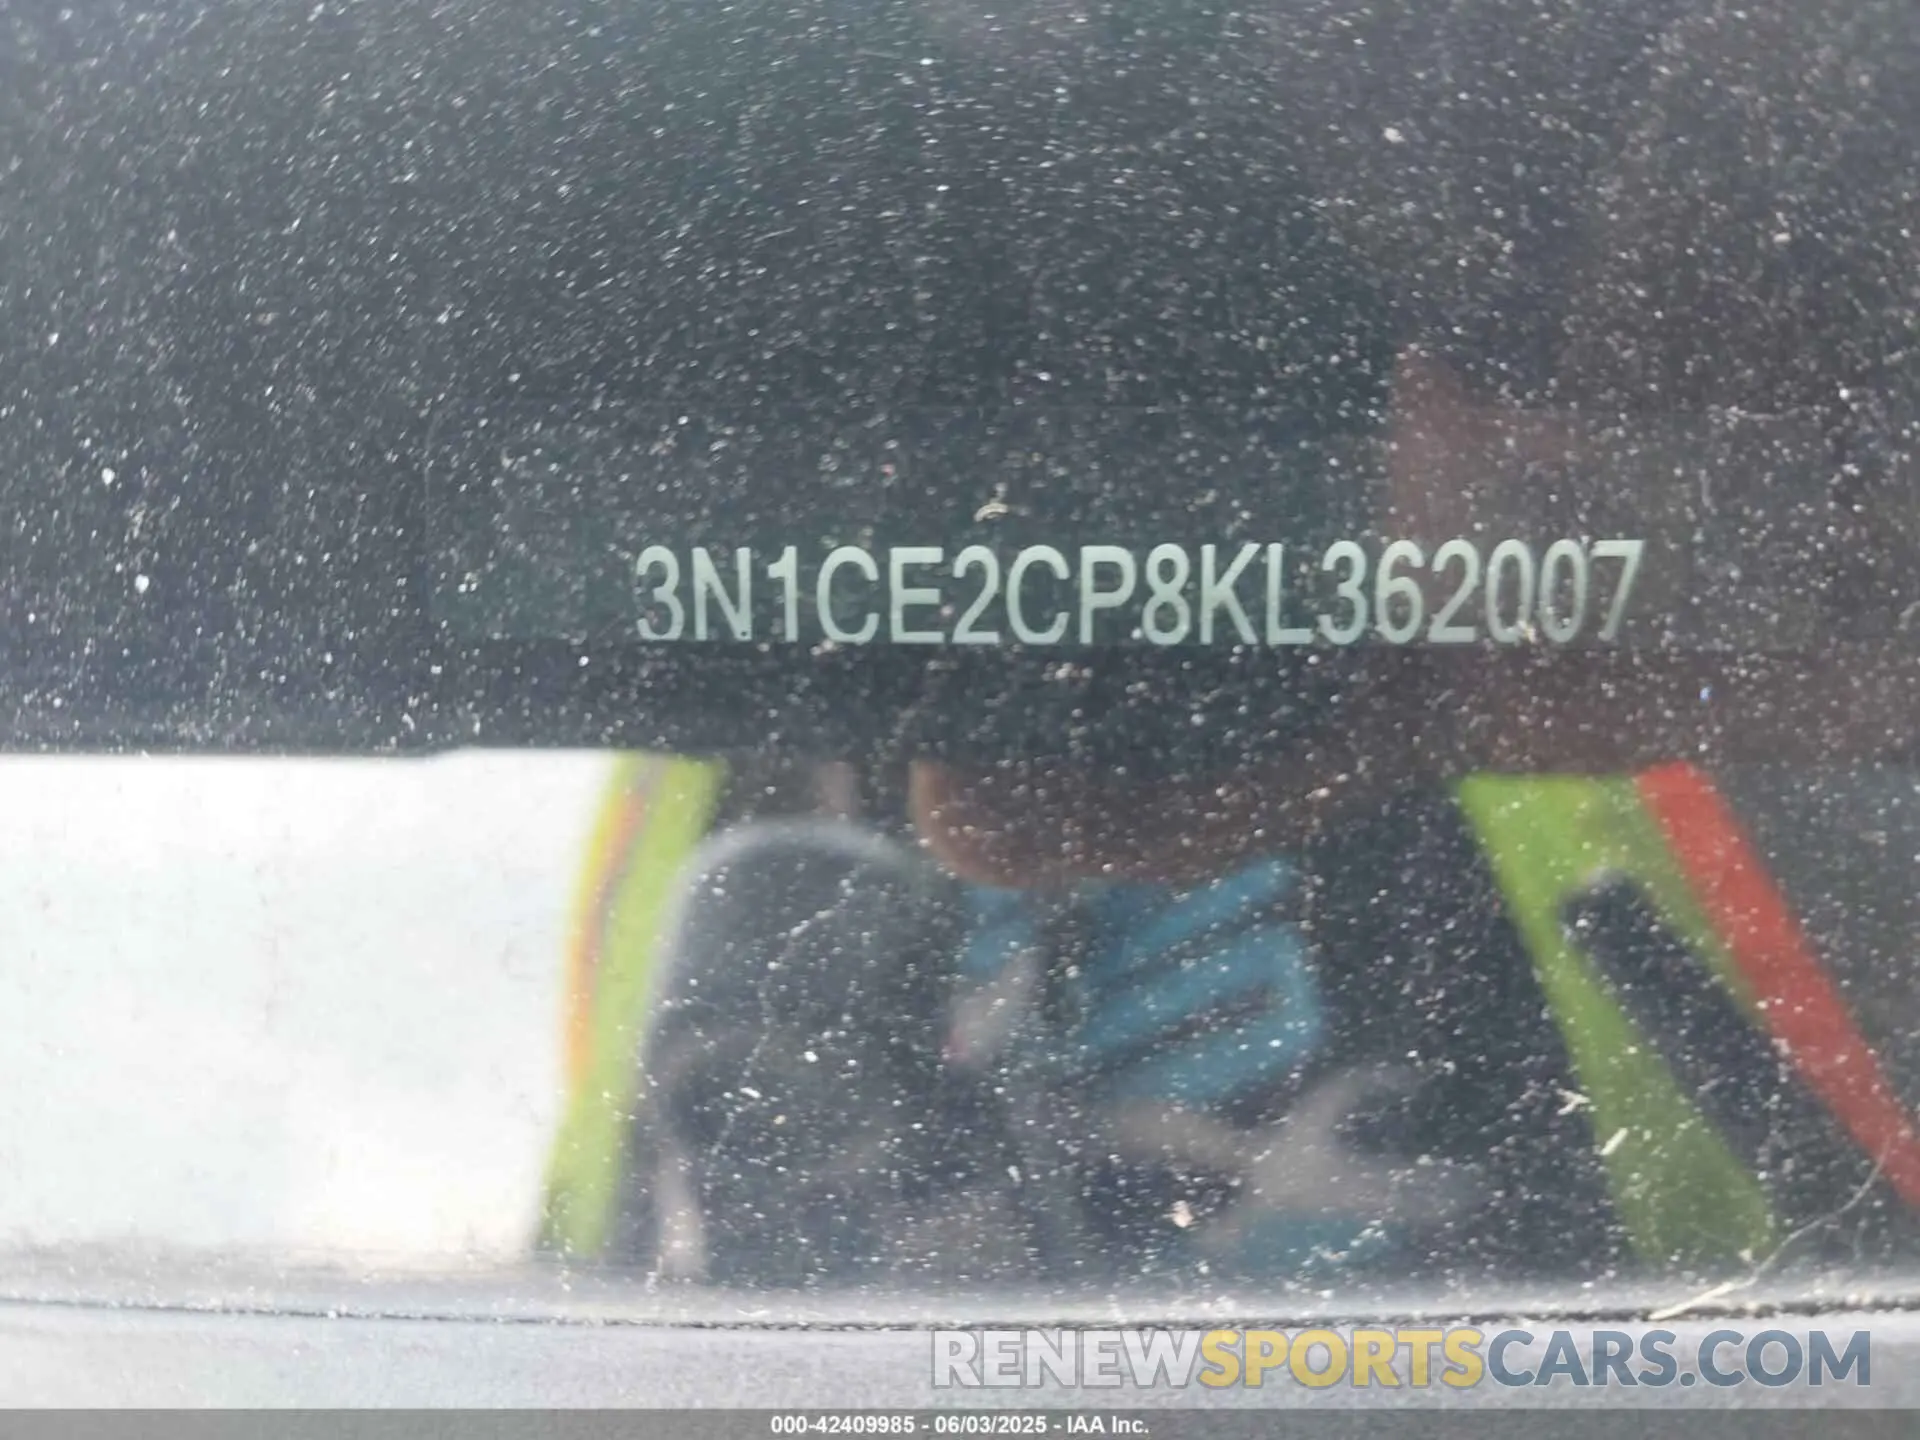 3N1CE2CP8KL362007
RENEWSPORTSCARS.COM
000-42409985 - 06/03/2025 - IAA Inc.